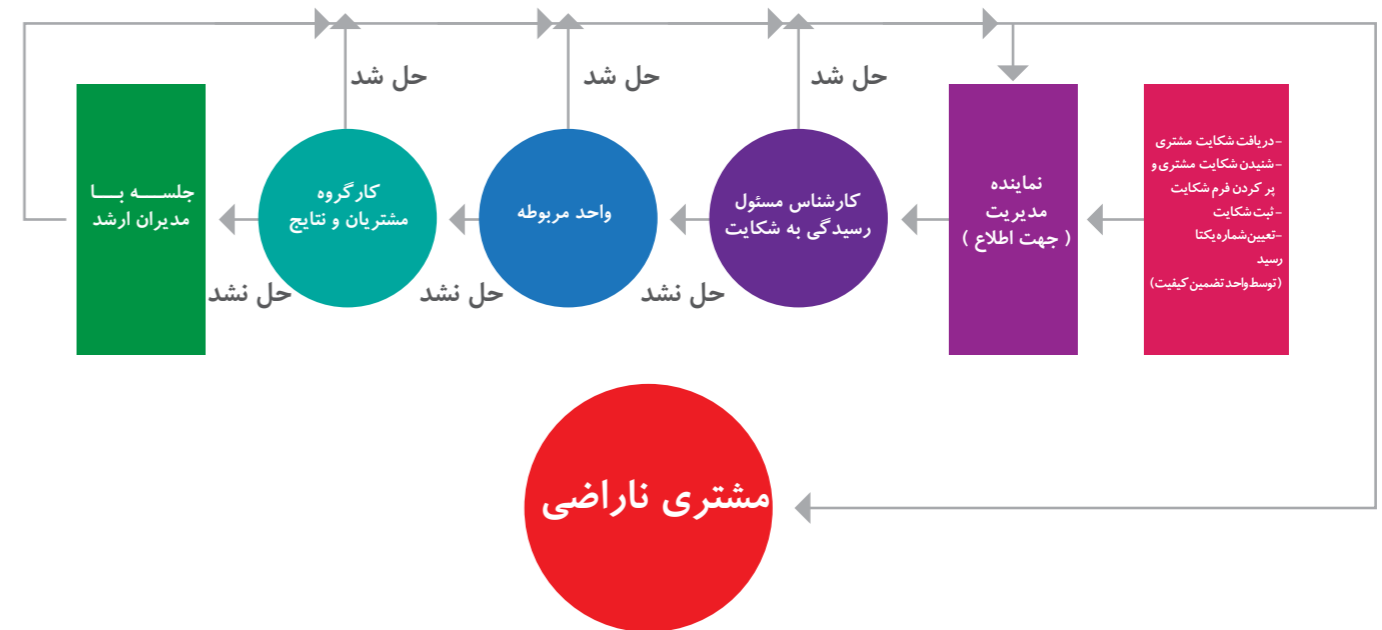 حل شد
حل شد
حل شد
-دریافت شکایت مشتری
-شنیدن شکایت مشتری و
پر کردن فرم شکایت
-ثبت شکایت
-تعیین شماره یکتا
رسید
(توسط واحد تضمین کیفیت)
نماینده
مدیریت
( جهت اطلاع )
کارشناس مسئول
رسیدگی به شکایت
واحد مربوطه
کارگروه
مشتریان و نتایج
جلســـه بـــا
مدیران ارشد
حل نشد
حل نشد
حل نشد
مشتری ناراضی